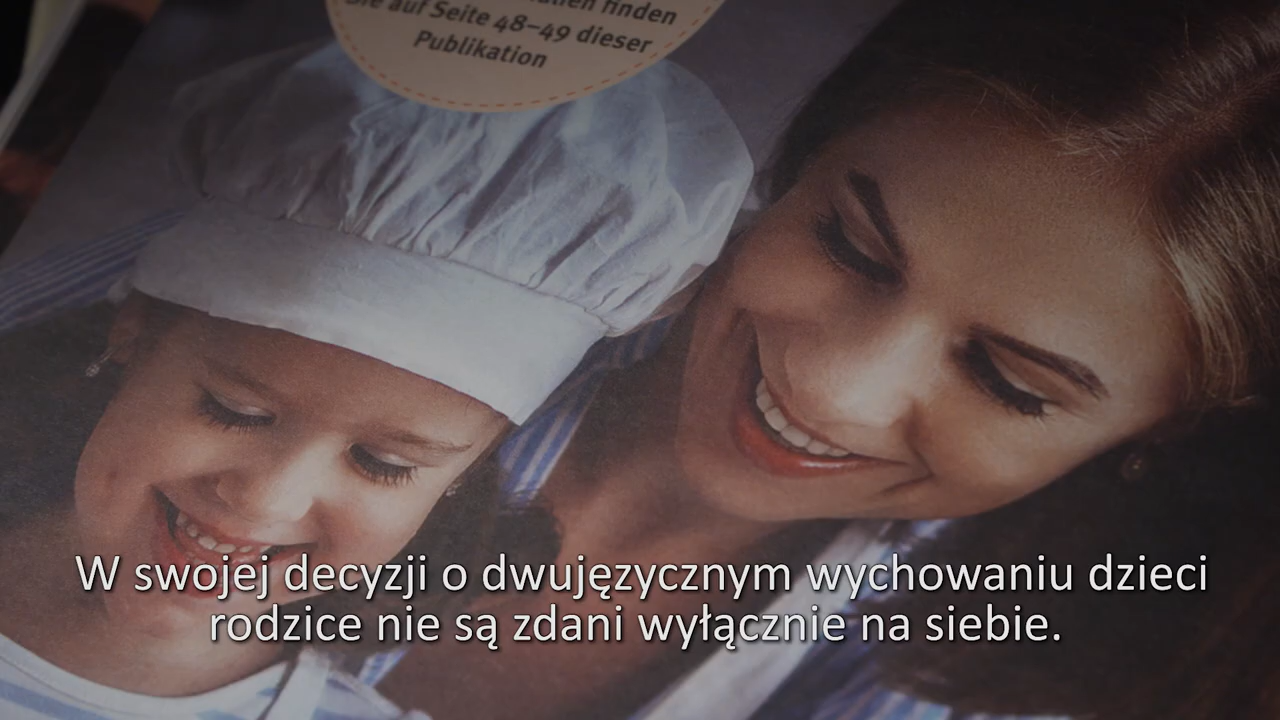 finden
Sie auf Seite 48–49 dieser
Publikation
W swojej decyzji o dwujęzycznym wychowaniu dzieci
rodzice nie są zdani wyłącznie na siebie.